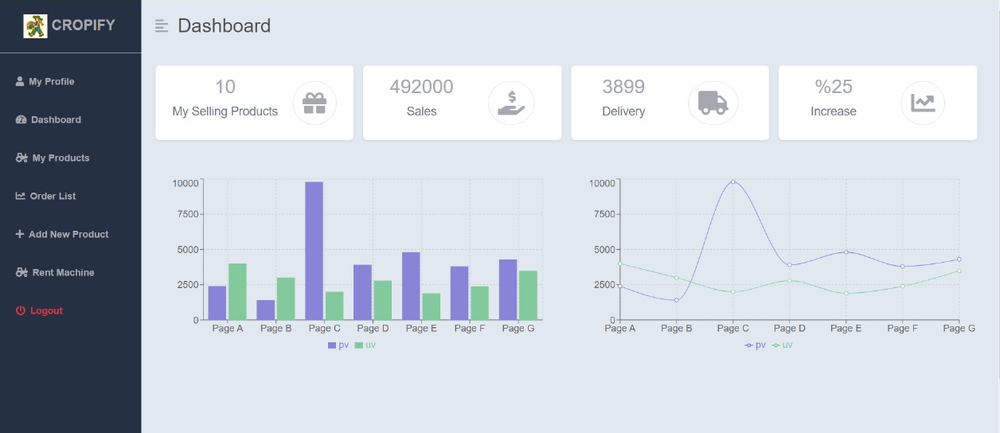 CROPIFY
My Profile
Dashboard
My Products
Order List
Add New Product
Rent Machine
Logout
Dashboard
10
My Selling Products
492000
Sales
3899
Delivery
%25
Increase
10000
7500
5000
2500
0
Page A Page B Page C Page D Page E Page F Page G
pv uv
10000
7500
5000
2500
0
Page A Page B Page C Page D Page E Page F Page G
pv uv